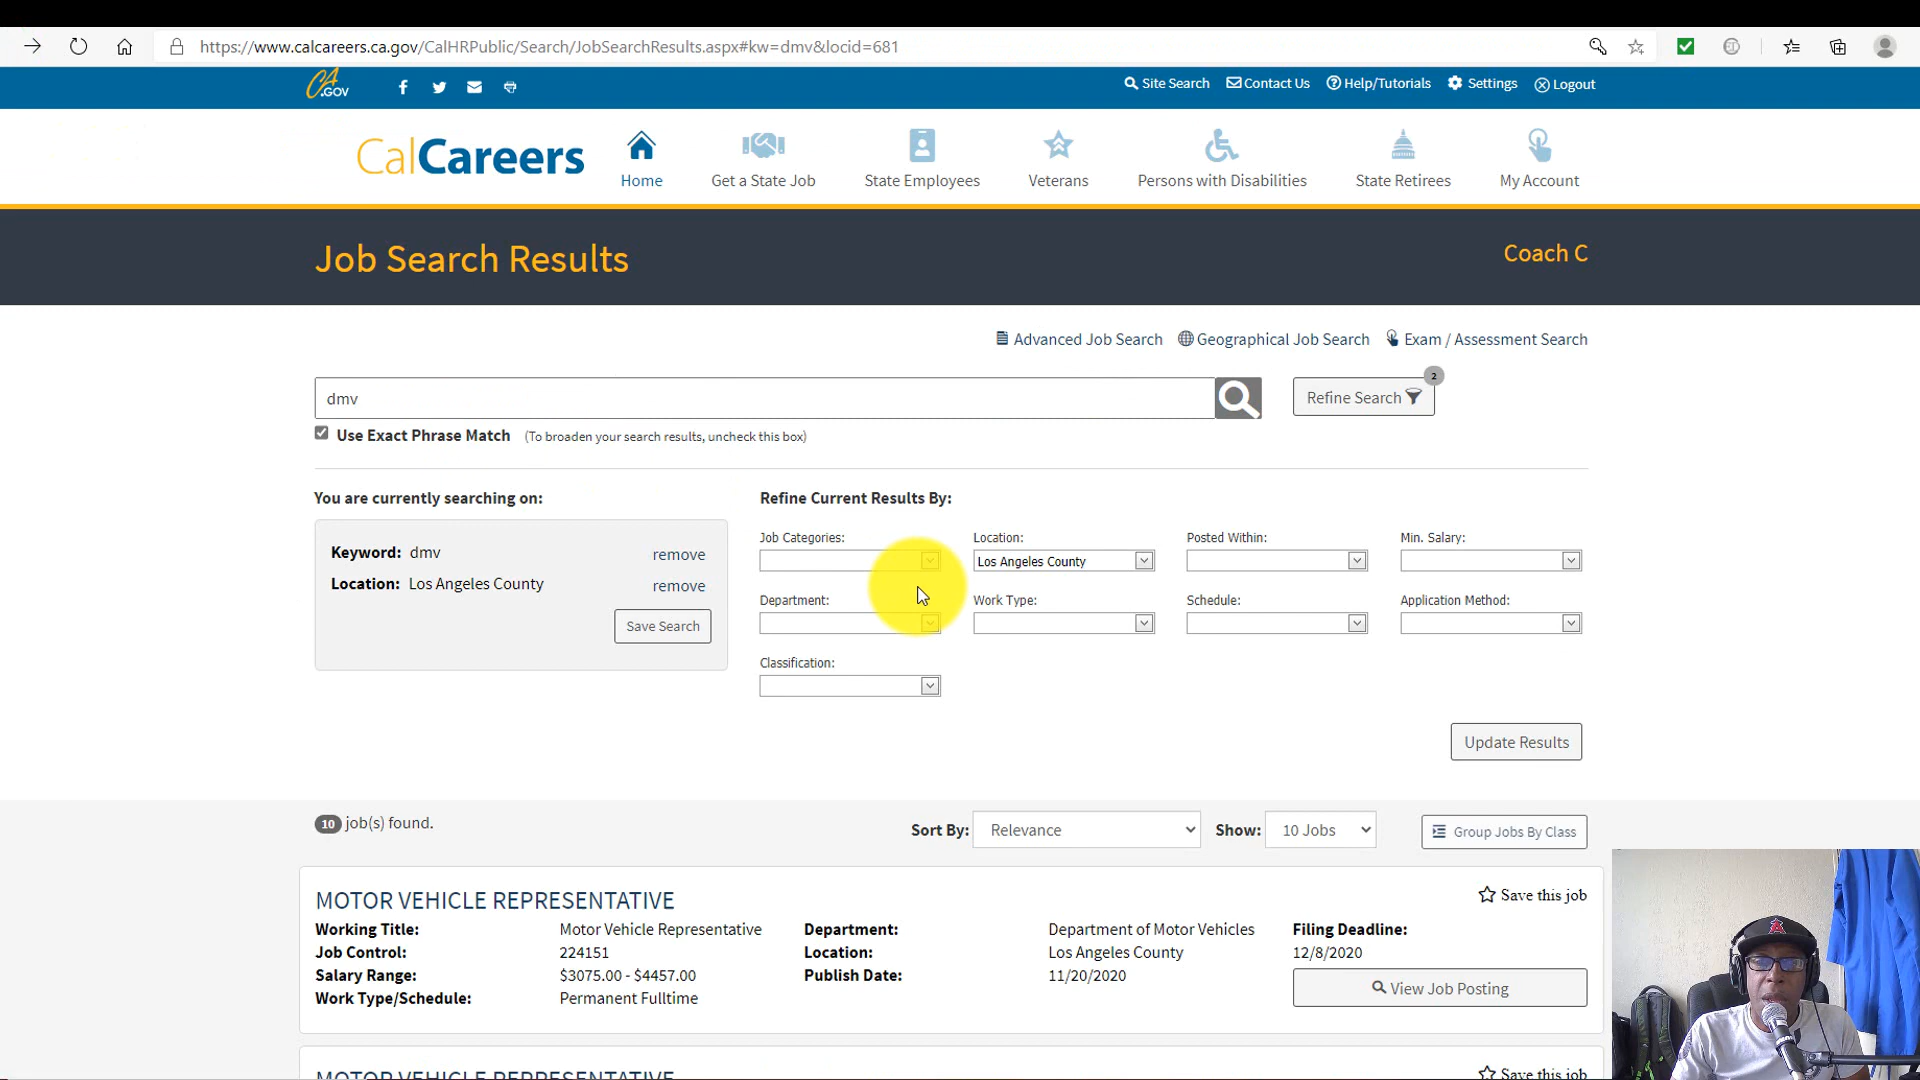 https://www.calcareers.ca.gov/CalHRPublic/Search/JobSearchResults.aspx#kw=dmv&locid=681
CA.GOV
Site Search Contact Us Help/Tutorials Settings Logout
CalCareers
Home Get a State Job State Employees Veterans Persons with Disabilities State Retirees My Account
Job Search Results
Coach C
Advanced Job Search Geographical Job Search Exam / Assessment Search
dmv
Refine Search 2
Use Exact Phrase Match (To broaden your search results, uncheck this box)
You are currently searching on:
Refine Current Results By:
Keyword: dmv remove
Location: Los Angeles County remove
Save Search
Job Categories: Location: Posted Within: Min. Salary:
Los Angeles County
Department: Work Type: Schedule: Application Method:
Classification:
Update Results
10 job(s) found.
Sort By: Relevance Show: 10 Jobs Group Jobs By Class
MOTOR VEHICLE REPRESENTATIVE
Save this job
Working Title: Motor Vehicle Representative Department: Department of Motor Vehicles Filing Deadline:
Job Control: 224151 Location: Los Angeles County 12/8/2020
Salary Range: $3075.00 - $4457.00 Publish Date: 11/20/2020
View Job Posting
Work Type/Schedule: Permanent Fulltime
MOTOR VEHICLE REPRESENTATIVE
Save this job